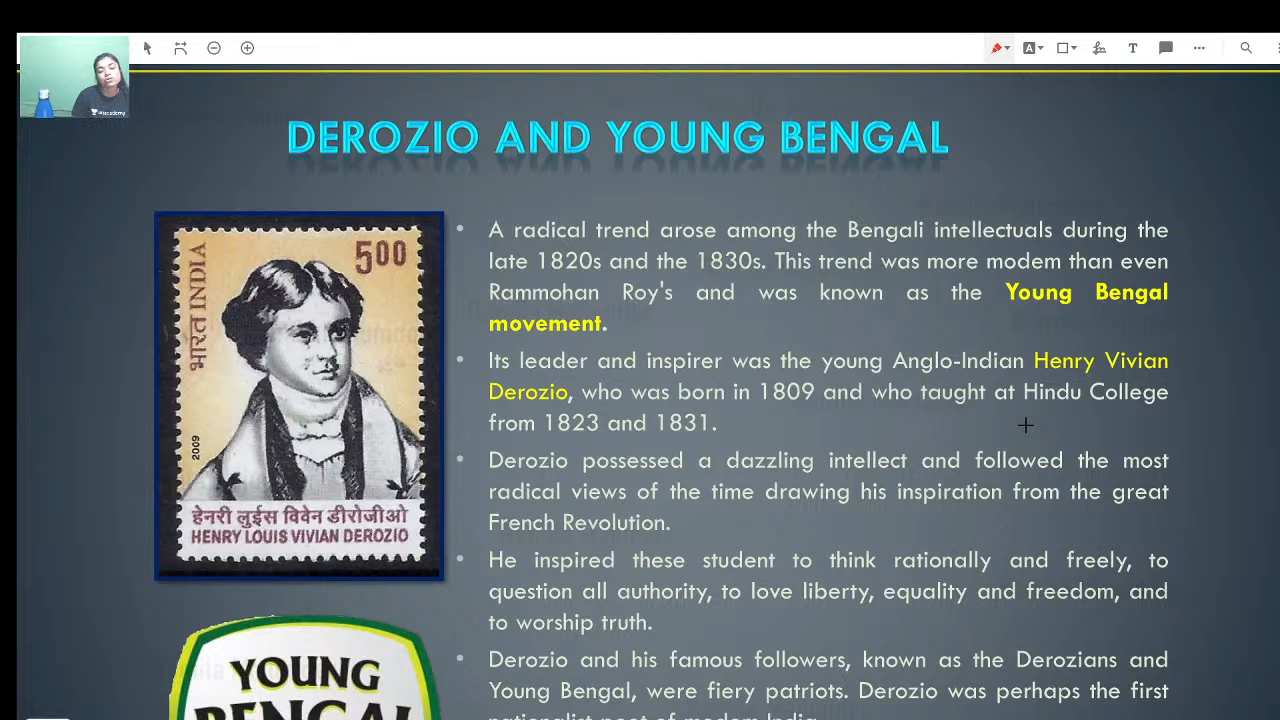 DEROZIO AND YOUNG BENGAL
भारत INDIA
500
2009
हेनरी लुईस विवेन डीरोजीओ
HENRY LOUIS VIVIAN DEROZIO
• A radical trend arose among the Bengali intellectuals during the
late 1820s and the 1830s. This trend was more modem than even
Rammohan Roy's and was known as the Young Bengal
movement.
• Its leader and inspirer was the young Anglo-Indian Henry Vivian
Derozio, who was born in 1809 and who taught at Hindu College
from 1823 and 1831.
• Derozio possessed a dazzling intellect and followed the most
radical views of the time drawing his inspiration from the great
French Revolution.
• He inspired these student to think rationally and freely, to
question all authority, to love liberty, equality and freedom, and
to worship truth.
• Derozio and his famous followers, known as the Derozians and
Young Bengal, were fiery patriots. Derozio was perhaps the first
nationalist poet of modern India.
YOUNG
BENGAL